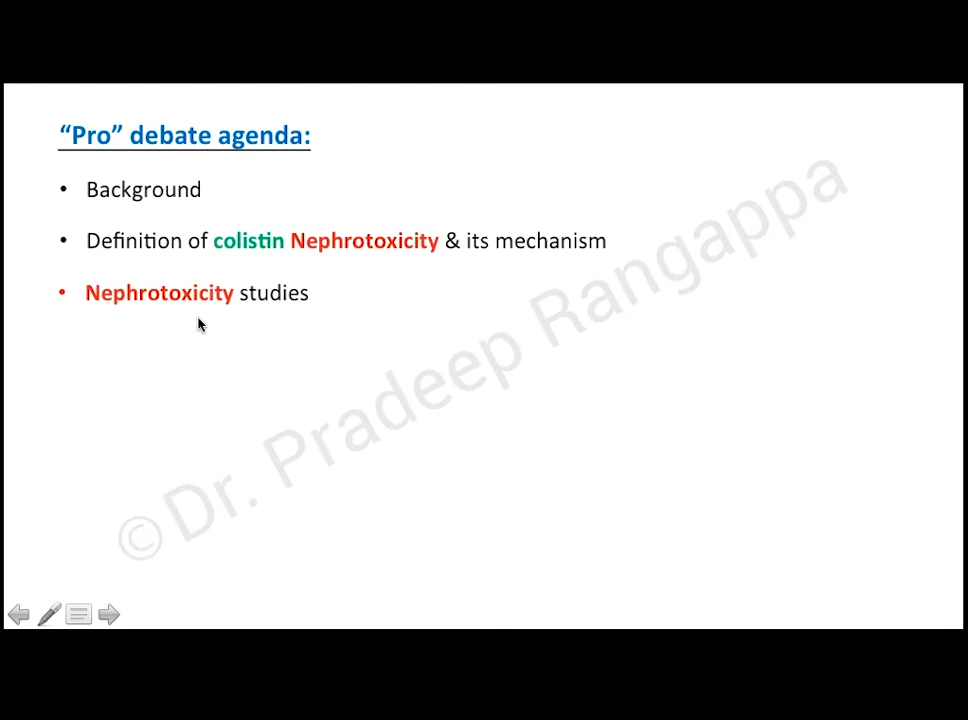 “Pro” debate agenda:
• Background
• Definition of colistin Nephrotoxicity & its mechanism
• Nephrotoxicity studies
© Dr. Pradeep Rangappa